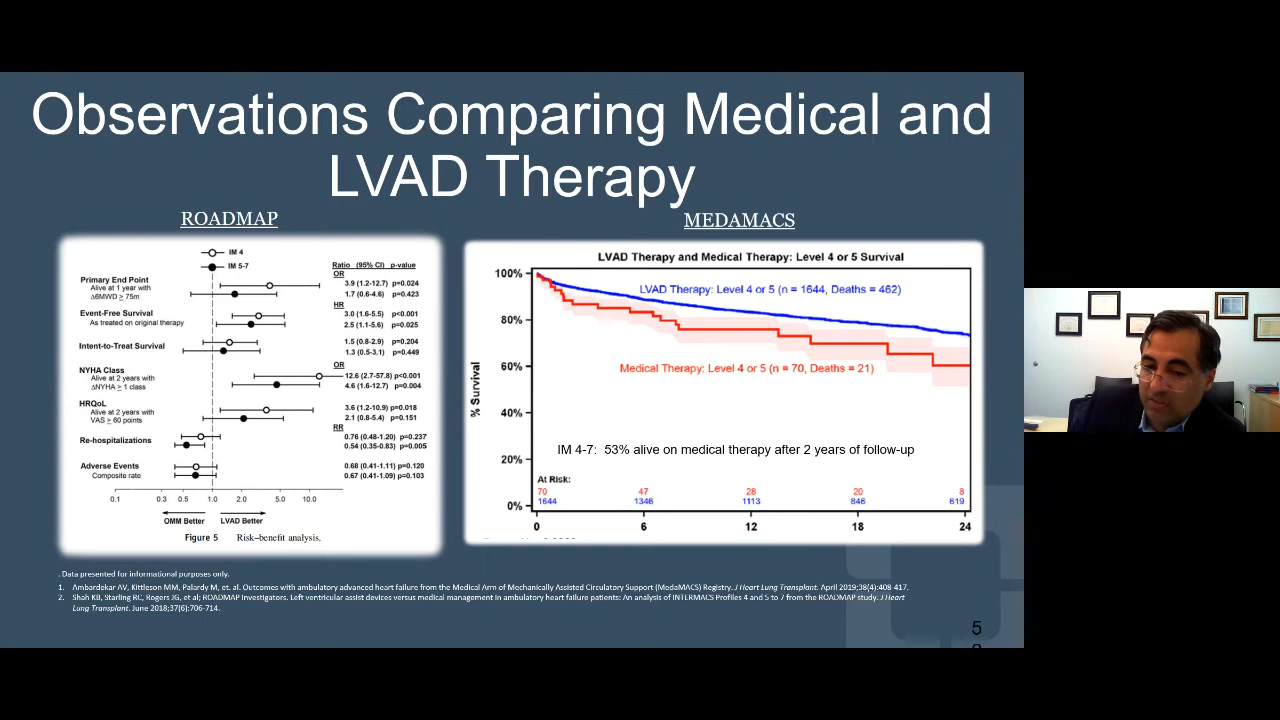 Observations Comparing Medical and
LVAD Therapy
ROADMAP
IM 4
IM 5-7
Ratio (95% CI) p-value
OR
Primary End Point
Alive at 1 year with
Δ6MWD ≥ 75m
3.9 (1.2-12.7) p=0.024
1.7 (0.6-4.6) p=0.423
HR
Event-Free Survival
As treated on original therapy
3.0 (1.6-5.5) p<0.001
2.5 (1.1-5.6) p=0.025
Intent-to-Treat Survival
1.5 (0.8-2.9) p=0.204
1.3 (0.5-3.1) p=0.449
OR
NYHA Class
Alive at 2 years with
ΔNYHA ≥ 1 class
12.6 (2.7-57.8) p<0.001
4.6 (1.6-12.7) p=0.004
HRQoL
Alive at 2 years with
VAS ≥ 60 points
3.6 (1.2-10.9) p=0.018
2.1 (0.8-5.4) p=0.151
RR
Re-hospitalizations
0.76 (0.48-1.20) p=0.237
0.54 (0.35-0.83) p=0.005
Adverse Events
Composite rate
0.68 (0.41-1.11) p=0.120
0.67 (0.41-1.09) p=0.103
0.1 0.3 0.5 1.0 2.0 5.0 10.0
OMM Better LVAD Better
Figure 5 Risk–benefit analysis.
MEDAMACS
LVAD Therapy and Medical Therapy: Level 4 or 5 Survival
100%
80%
60%
40%
20%
0%
% Survival
LVAD Therapy: Level 4 or 5 (n = 1644, Deaths = 462)
Medical Therapy: Level 4 or 5 (n = 70, Deaths = 21)
IM 4-7: 53% alive on medical therapy after 2 years of follow-up
At Risk:
70 47 28 20 8
1644 1346 1113 846 619
0 6 12 18 24
. Data presented for informational purposes only.
1. Ambardekar AV, Kittleson MM, Palardy M, et. al. Outcomes with ambulatory advanced heart failure from the Medical Arm of Mechanically Assisted Circulatory Support (MedaMACS) Registry. J Heart Lung Transplant. April 2019;38(4):408-417.
2. Shah KB, Starling RC, Rogers JG, et al; ROADMAP Investigators. Left ventricular assist devices versus medical management in ambulatory heart failure patients: An analysis of INTERMACS Profiles 4 and 5 to 7 from the ROADMAP study. J Heart
Lung Transplant. June 2018;37(6):706-714.
5